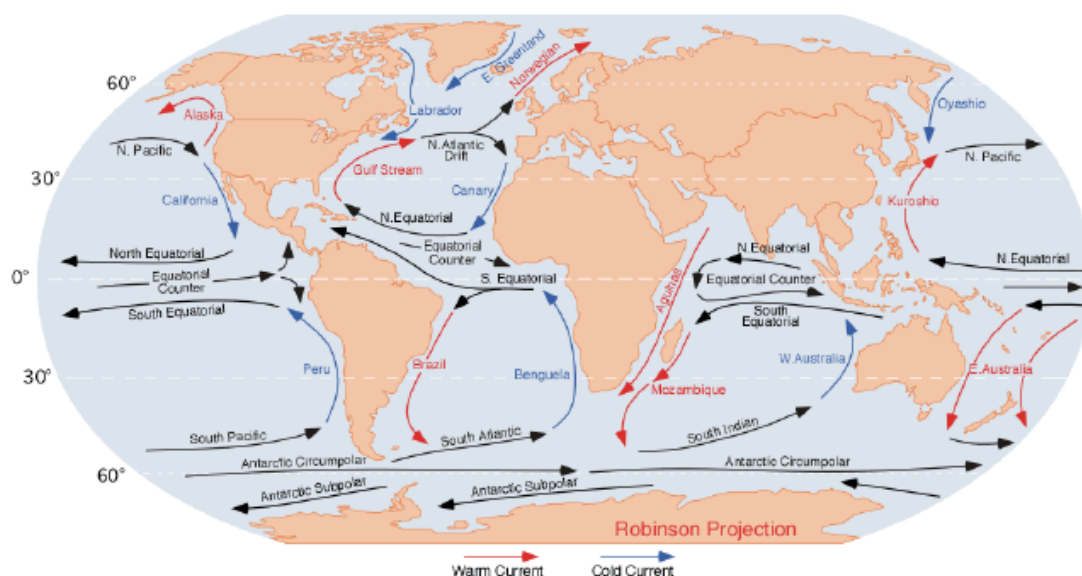 E. Greenland
Norwegian
60°
Alaska
Labrador
Oyashio
N. Pacific
N. Atlantic
Drift
N. Pacific
Gulf Stream
30°
California
Canary
Kuroshio
N.Equatorial
North Equatorial
Equatorial
Counter
N.Equatorial
N.Equatorial
0°
Equatorial
Counter
S. Equatorial
Equatorial Counter
Agulhas
South Equatorial
South
Equatorial
Peru
Brazil
Benguela
W.Australia
E.Australia
30°
Mozambique
South Pacific
South Atlantic
South Indian
Antarctic Circumpolar
Antarctic Circumpolar
60°
Antarctic Subpolar
Antarctic Subpolar
Robinson Projection
Warm Current
Cold Current